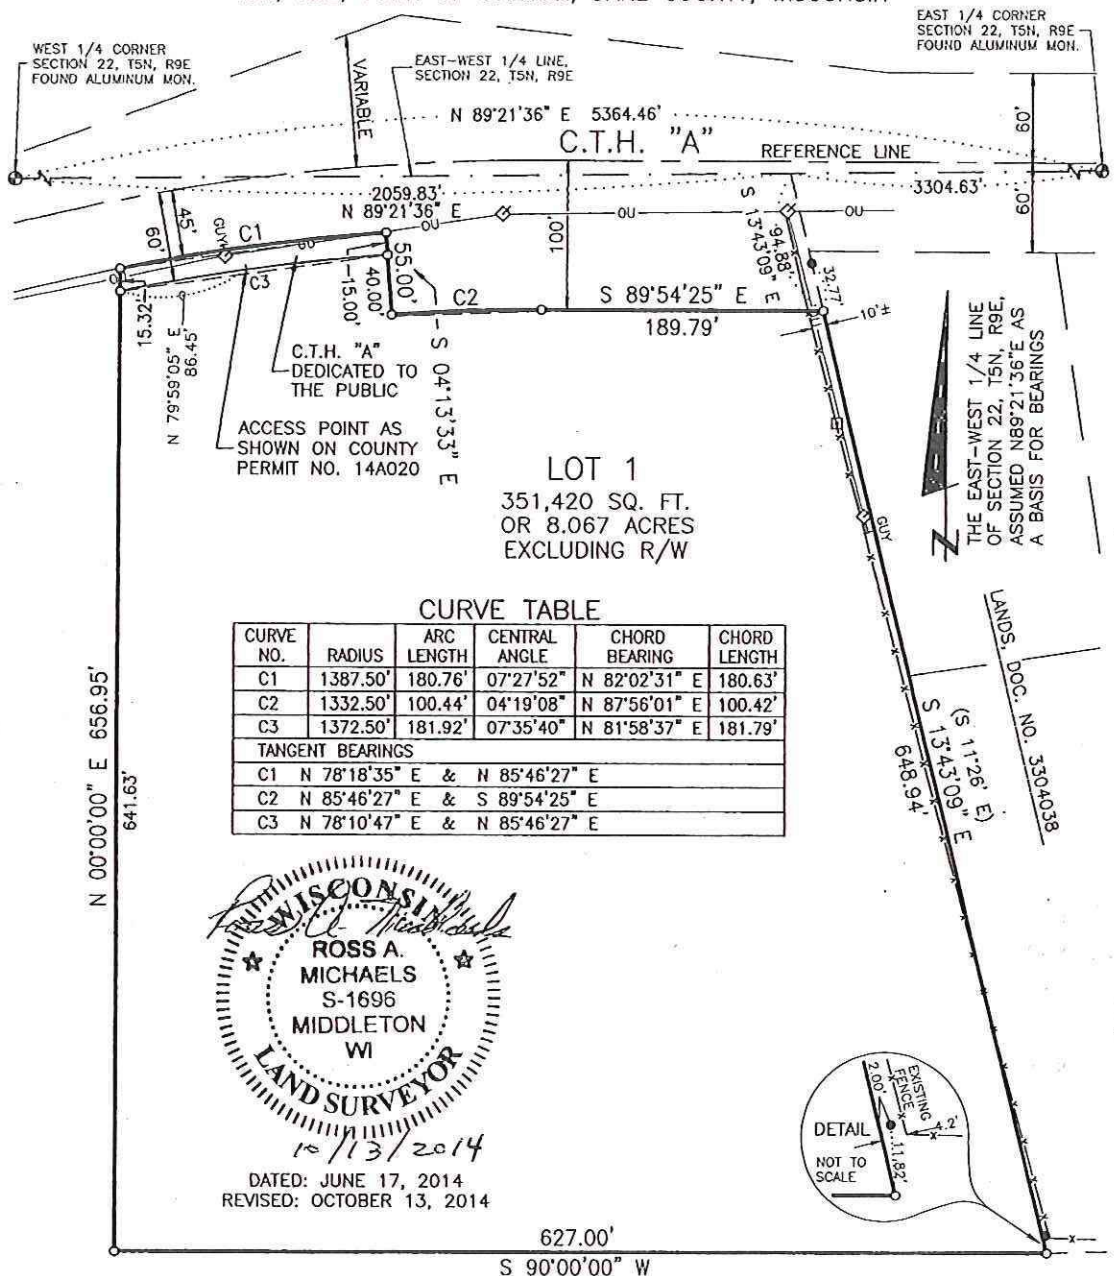 WEST 1/4 CORNER
SECTION 22, T5N, R9E
FOUND ALUMINUM MON.
EAST 1/4 CORNER
SECTION 22, T5N, R9E
FOUND ALUMINUM MON.
EAST-WEST 1/4 LINE,
SECTION 22, T5N, R9E
VARIABLE
N 89°21'36" E 5364.46'
C.T.H. "A"
REFERENCE LINE
60'
60'
2059.83'
N 89°21'36" E
3304.63'
OU
OU
OU
OU
45'
60'
GUY
C1
C3
100'
S 13°43'09" E
94.88'
32.77'
OU
55.00'
40.00'
15.00'
C2
S 89°54'25" E
189.79'
10'±
15.32'
N 79°59'05" E
86.45'
C.T.H. "A"
DEDICATED TO
THE PUBLIC
S 04°13'33" E
ACCESS POINT AS
SHOWN ON COUNTY
PERMIT NO. 14A020
LOT 1
351,420 SQ. FT.
OR 8.067 ACRES
EXCLUDING R/W
GUY
N
THE EAST-WEST 1/4 LINE
OF SECTION 22, T5N, R9E,
ASSUMED N89°21'36"E AS
A BASIS FOR BEARINGS
LANDS, DOC. NO. 3304038
(S 11°26' E)
S 13°43'09" E
648.94'
N 00°00'00" E 656.95'
641.63'
CURVE TABLE
CURVE NO. RADIUS ARC LENGTH CENTRAL ANGLE CHORD BEARING CHORD LENGTH
C1 1387.50' 180.76' 07°27'52" N 82°02'31" E 180.63'
C2 1332.50' 100.44' 04°19'08" N 87°56'01" E 100.42'
C3 1372.50' 181.92' 07°35'40" N 81°58'37" E 181.79'
TANGENT BEARINGS
C1 N 78°18'35" E & N 85°46'27" E
C2 N 85°46'27" E & S 89°54'25" E
C3 N 78°10'47" E & N 85°46'27" E
WISCONSIN
ROSS A.
MICHAELS
S-1696
MIDDLETON
WI
LAND SURVEYOR
10/13/2014
DATED: JUNE 17, 2014
REVISED: OCTOBER 13, 2014
2.00'
EXISTING
FENCE
4.2'
DETAIL
11.82'
NOT TO
SCALE
627.00'
S 90°00'00" W